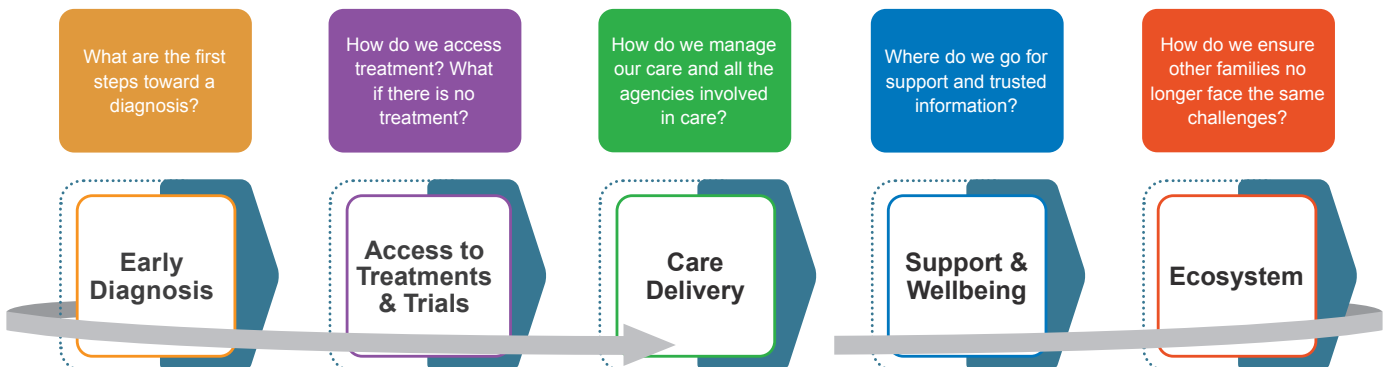 What are the first
steps toward a
diagnosis?
How do we access
treatment? What
if there is no
treatment?
How do we manage
our care and all the
agencies involved
in care?
Where do we go for
support and trusted
information?
How do we ensure
other families no
longer face the same
challenges?
Early
Diagnosis
Access to
Treatments
& Trials
Care
Delivery
Support &
Wellbeing
Ecosystem